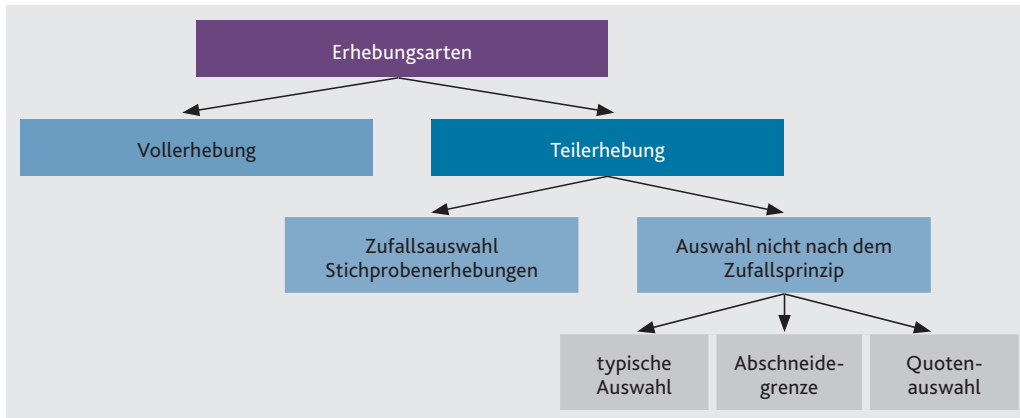 Erhebungsarten
Vollerhebung
Teilerhebung
Zufallsauswahl
Stichprobenerhebungen
Auswahl nicht nach dem
Zufallsprinzip
typische
Auswahl
Abschneide-
grenze
Quoten-
auswahl